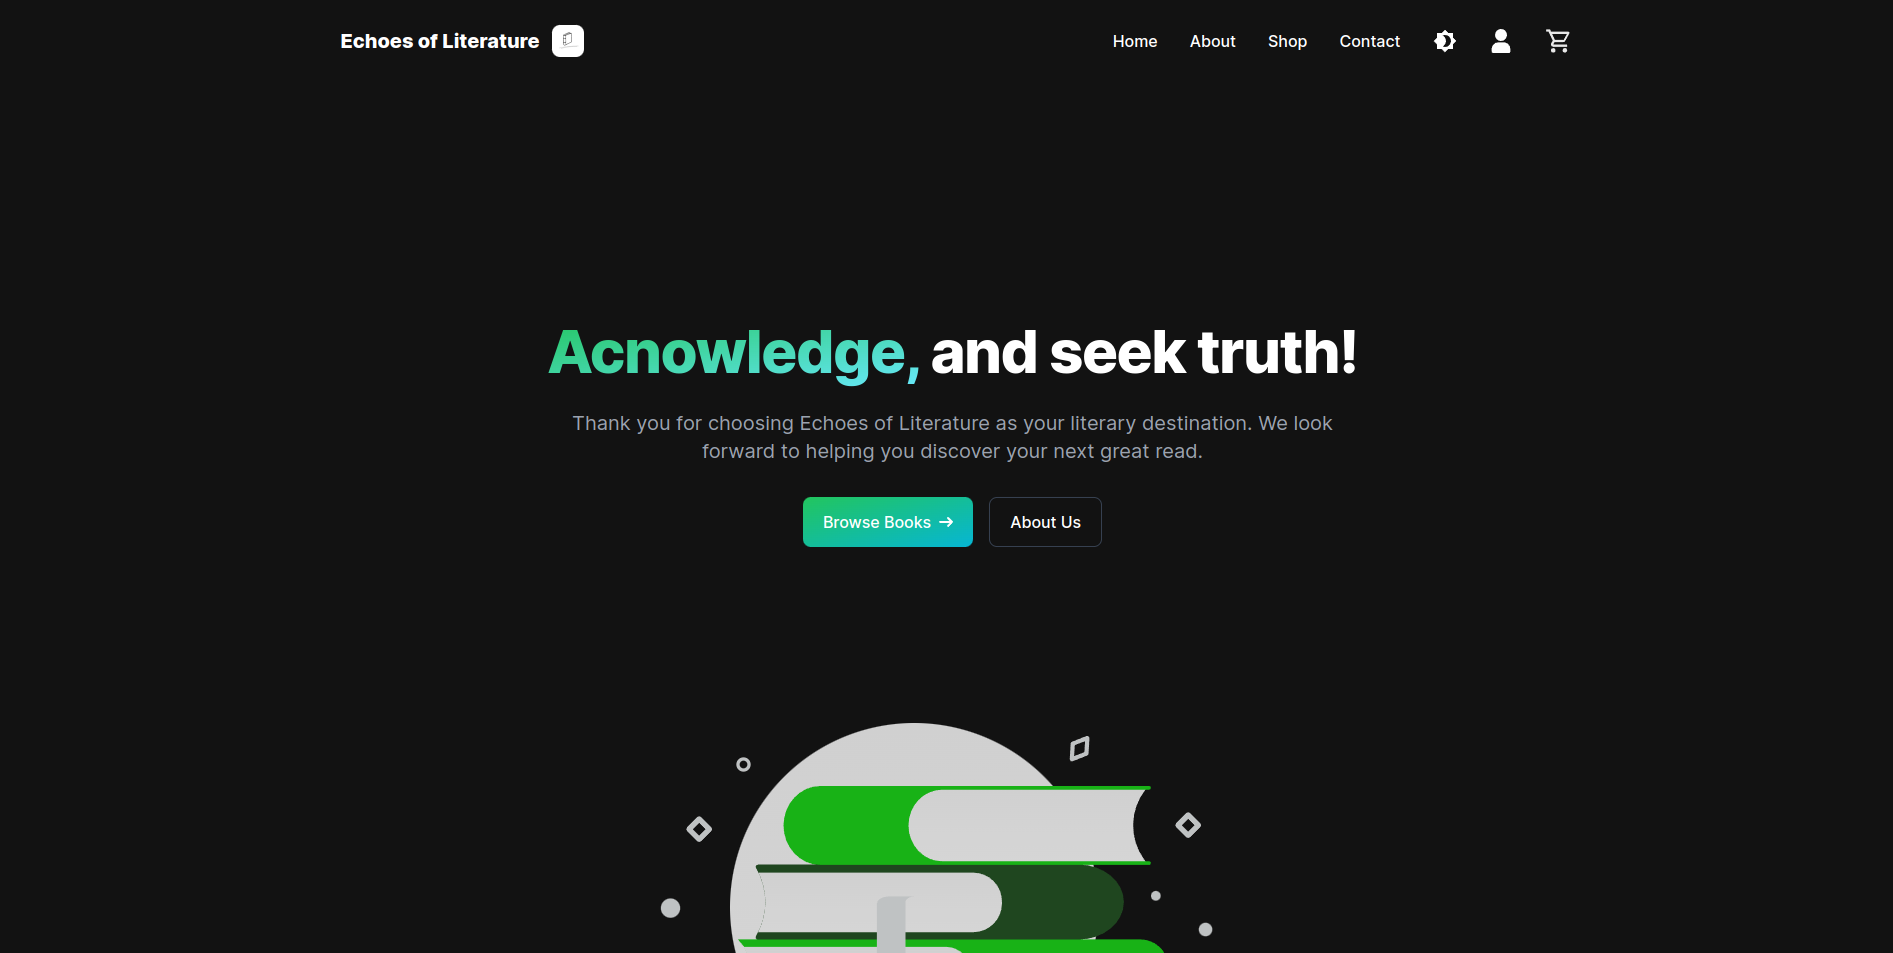 Echoes of Literature
Home About Shop Contact
Acnowledge, and seek truth!
Thank you for choosing Echoes of Literature as your literary destination. We look
forward to helping you discover your next great read.
Browse Books →
About Us